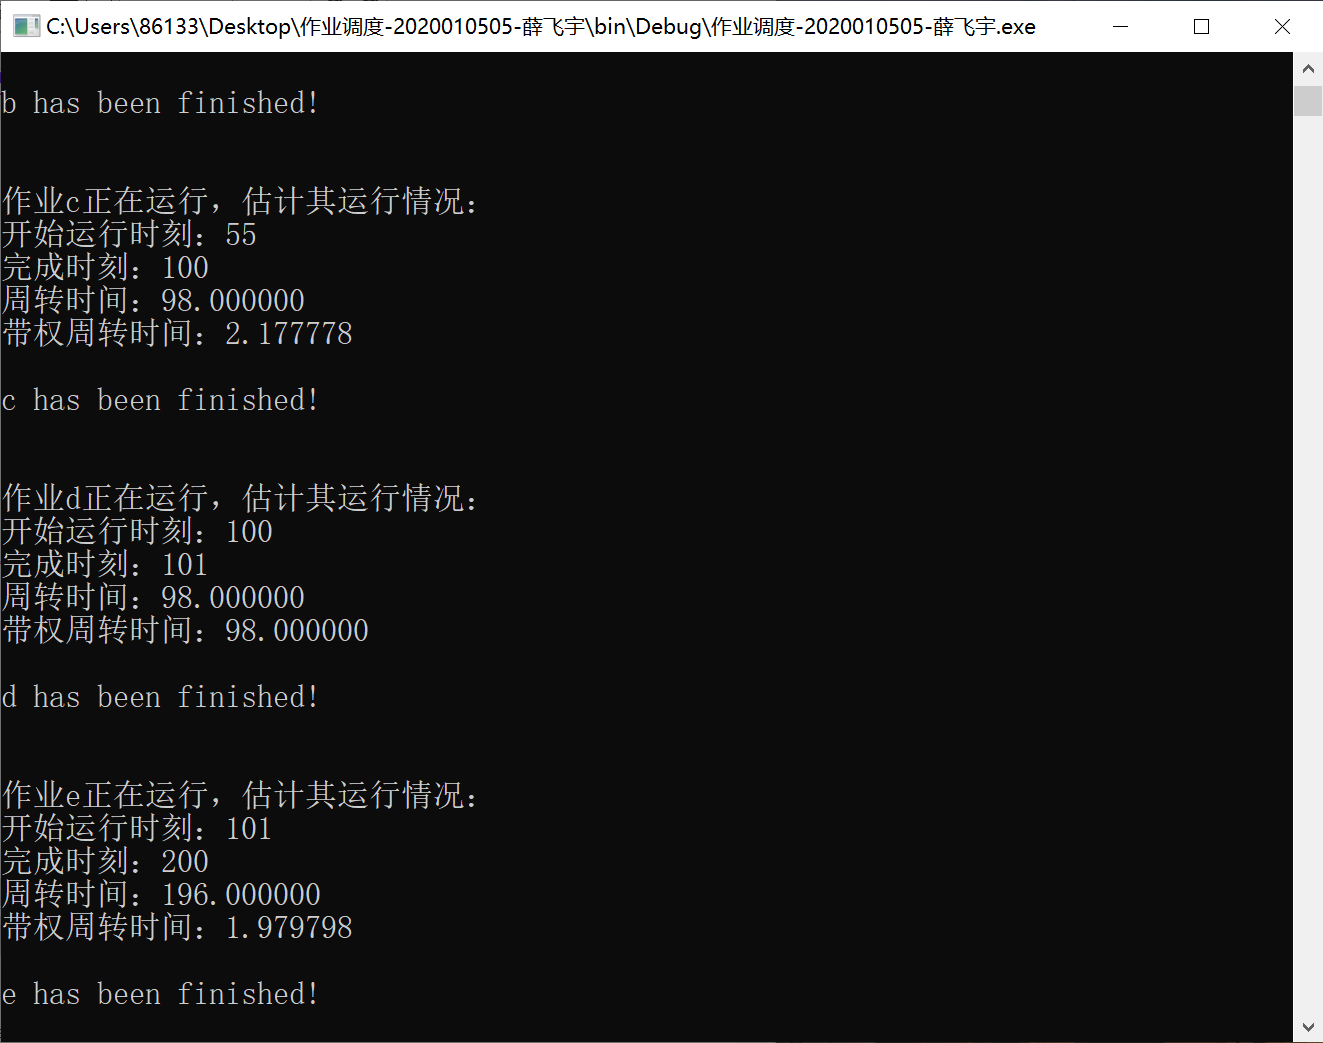 C:\Users\86133\Desktop\作业调度-2020010505-薛飞宇\bin\Debug\作业调度-2020010505-薛飞宇.exe
b has been finished!
作业c正在运行，估计其运行情况：
开始运行时刻：55
完成时刻：100
周转时间：98.000000
带权周转时间：2.177778
c has been finished!
作业d正在运行，估计其运行情况：
开始运行时刻：100
完成时刻：101
周转时间：98.000000
带权周转时间：98.000000
d has been finished!
作业e正在运行，估计其运行情况：
开始运行时刻：101
完成时刻：200
周转时间：196.000000
带权周转时间：1.979798
e has been finished!